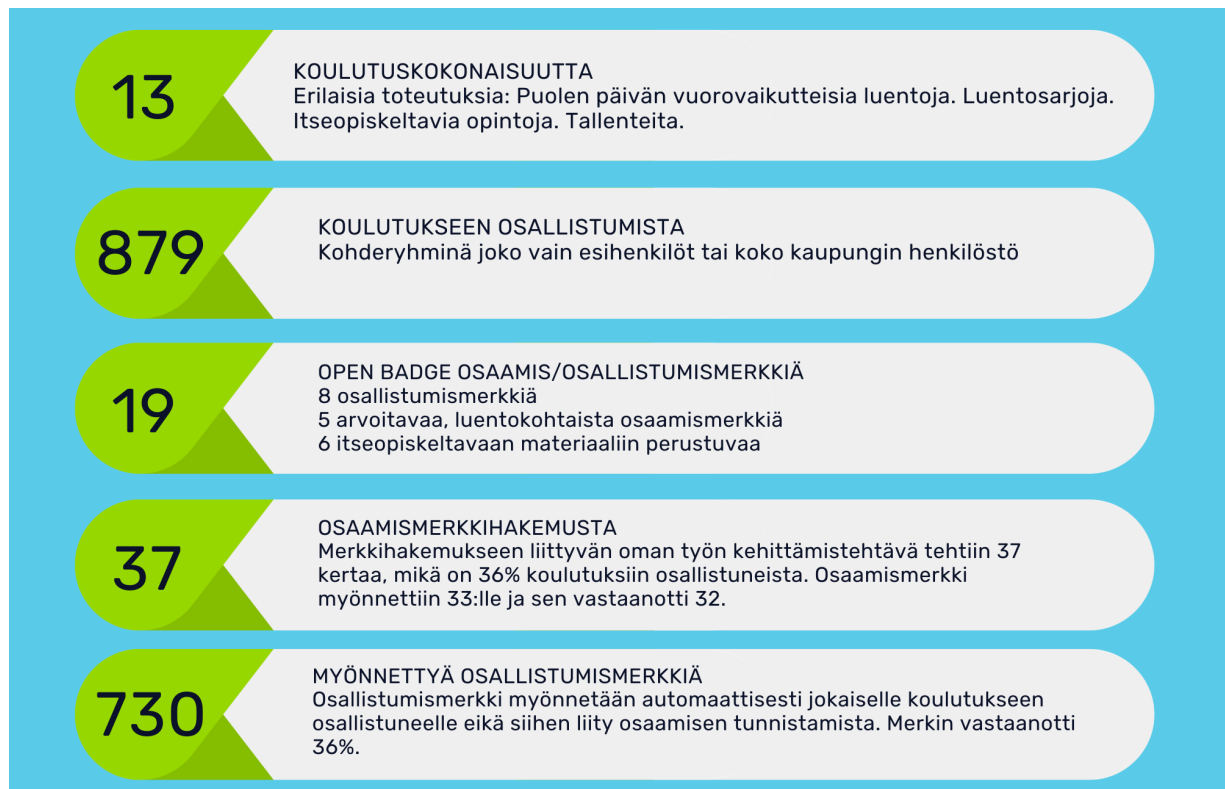 13
KOULUTUSKOKONAISUUTTA
Erilaisia toteutuksia: Puolen päivän vuorovaikutteisia luentoja. Luentosarjoja.
Itseopiskeltavia opintoja. Tallenteita.
879
KOULUTUKSEEN OSALLISTUMISTA
Kohderyhminä joko vain esihenkilöt tai koko kaupungin henkilöstö
19
OPEN BADGE OSAAMIS/OSALLISTUMISMERKKIÄ
8 osallistumismerkkiä
5 arvoitavaa, luentokohtaista osaamismerkkiä
6 itseopiskeltavaan materiaaliin perustuvaa
37
OSAAMISMERKKIHAKEMUSTA
Merkkihakemukseen liittyvän oman työn kehittämistehtävä tehtiin 37
kertaa, mikä on 36% koulutuksiin osallistuneista. Osaamismerkki
myönnettiin 33:lle ja sen vastaanotti 32.
730
MYÖNNETTYÄ OSALLISTUMISMERKKIÄ
Osallistumismerkki myönnetään automaattisesti jokaiselle koulutukseen
osallistuneelle eikä siihen liity osaamisen tunnistamista. Merkin vastaanotti
36%.